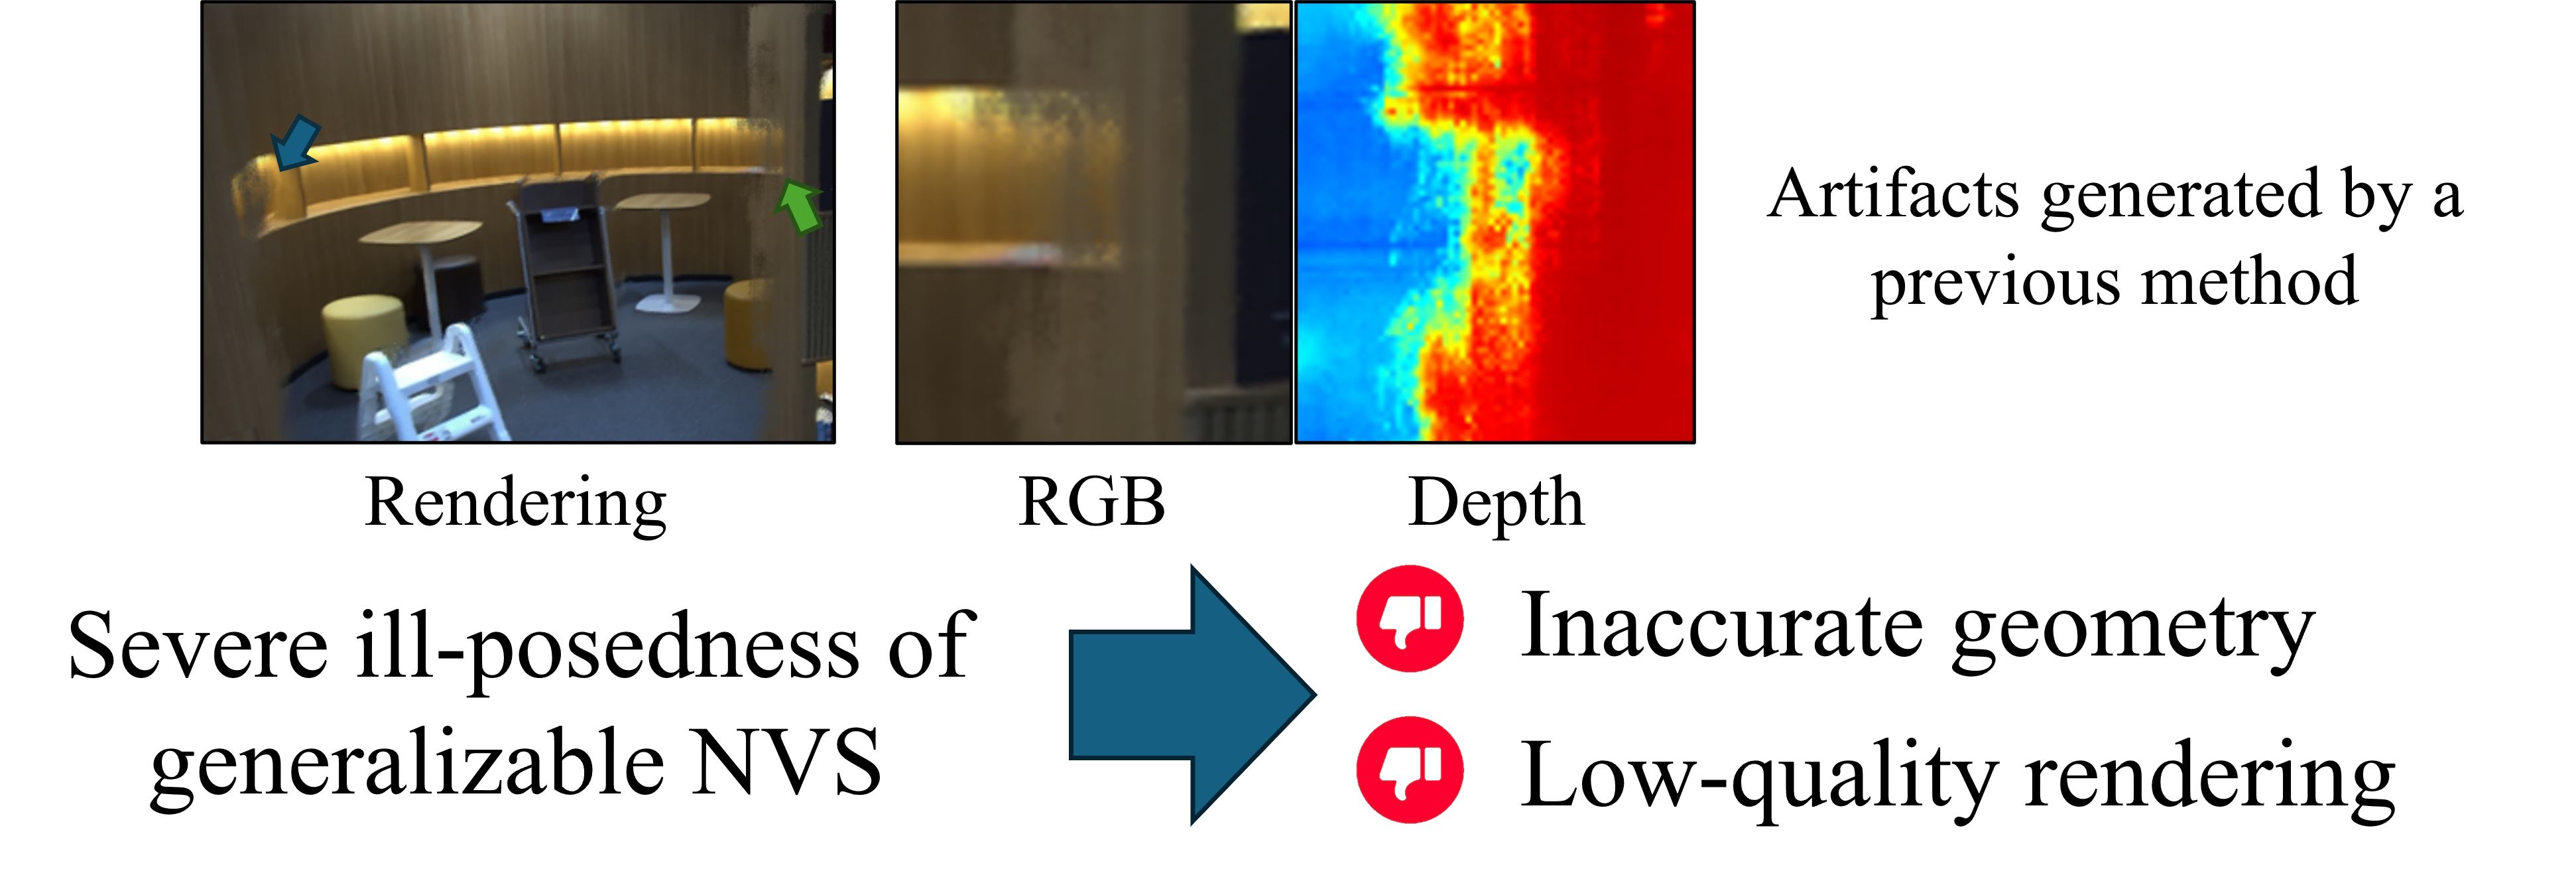 Artifacts generated by a
previous method
Rendering
RGB
Depth
Severe ill-posedness of
generalizable NVS
Inaccurate geometry
Low-quality rendering